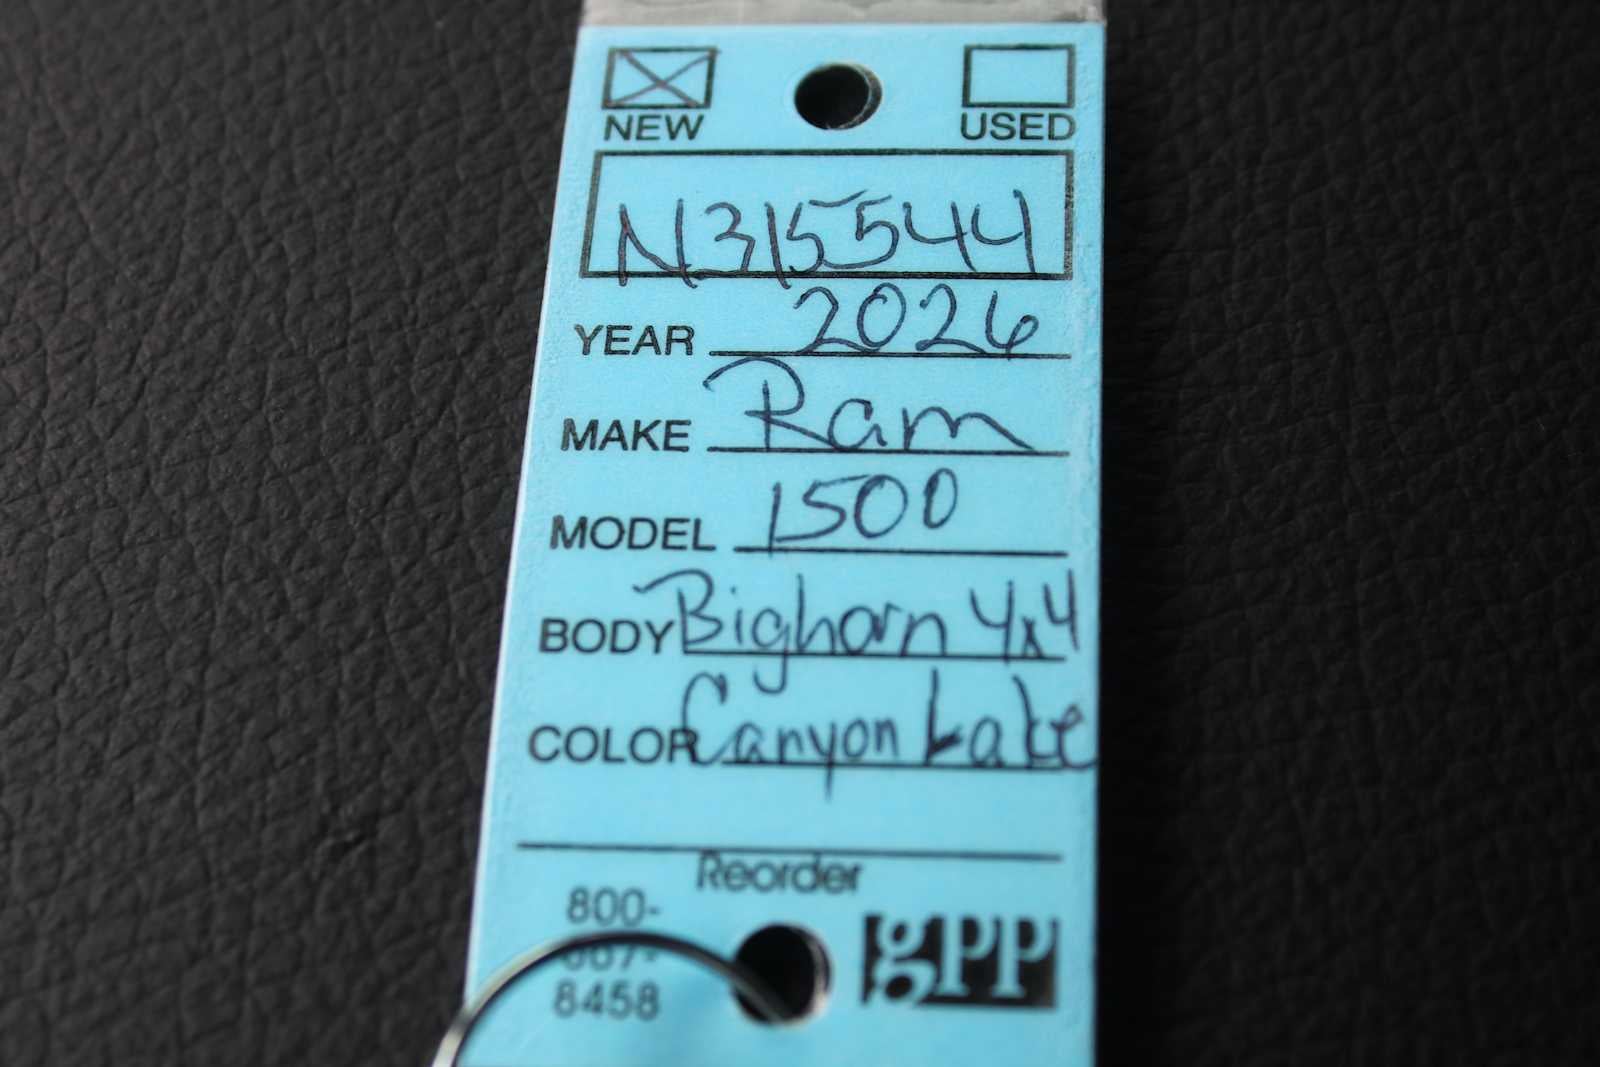 NEW USED
N315544
YEAR 2026
MAKE Ram
MODEL 1500
BODY Bighorn 4x4
COLOR Canyon Lake
Reorder
800-
8458
gPP